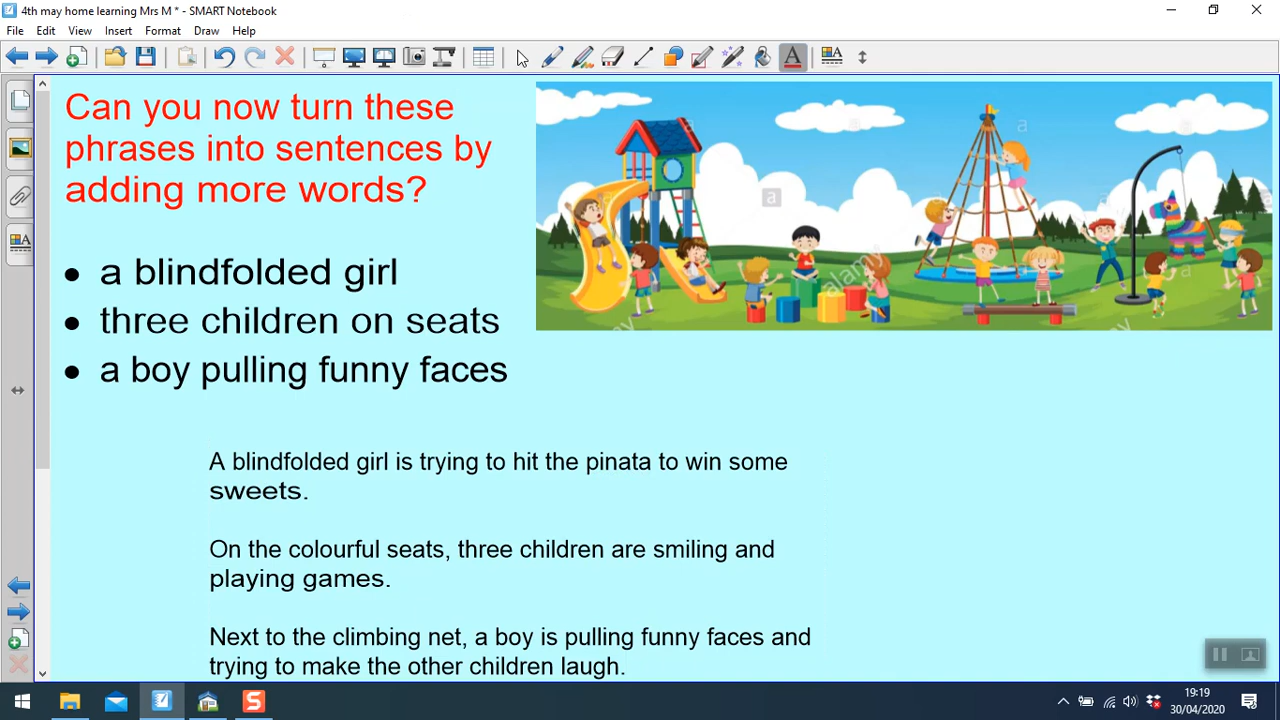 4th may home learning Mrs M * - SMART Notebook
File Edit View Insert Format Draw Help
Can you now turn these
phrases into sentences by
adding more words?
• a blindfolded girl
• three children on seats
• a boy pulling funny faces
a
a
a
a
alamy
a
alamy
A blindfolded girl is trying to hit the pinata to win some
sweets.
On the colourful seats, three children are smiling and
playing games.
Next to the climbing net, a boy is pulling funny faces and
trying to make the other children laugh.
19:19
30/04/2020